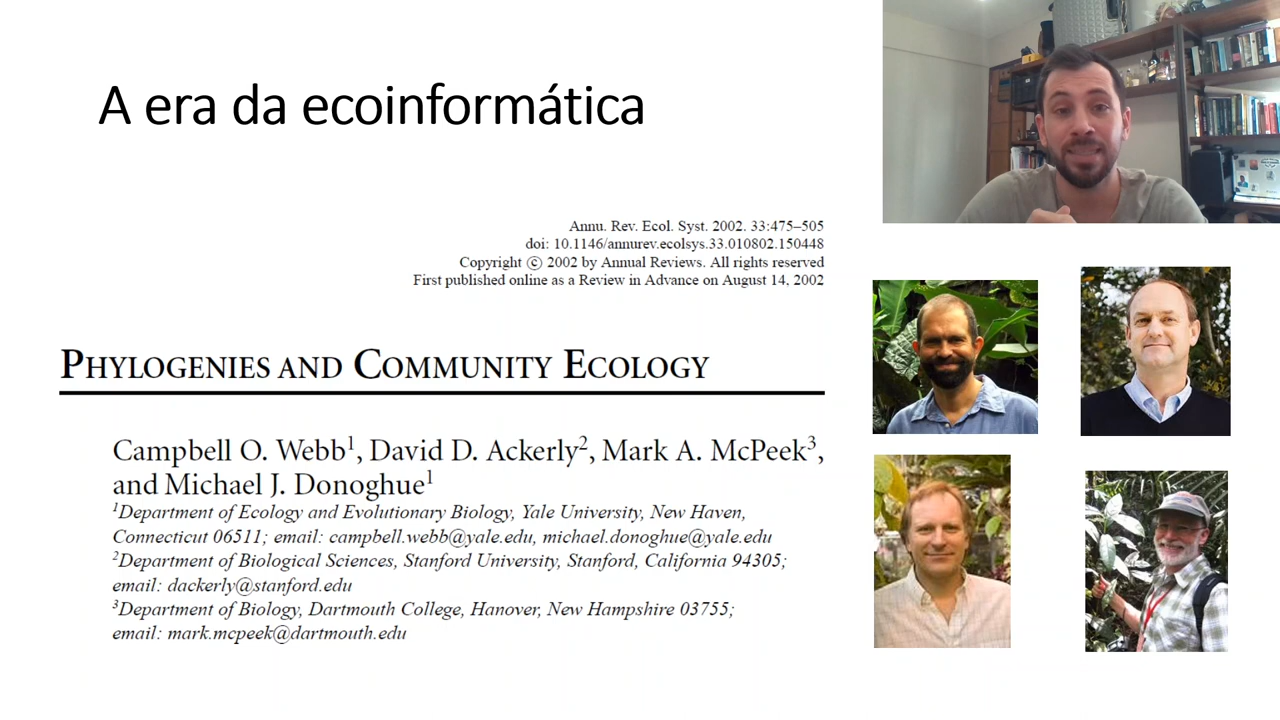 A era da ecoinformática
Annu. Rev. Ecol. Syst. 2002. 33:475–505
doi: 10.1146/annurev.ecolsys.33.010802.150448
Copyright © 2002 by Annual Reviews. All rights reserved
First published online as a Review in Advance on August 14, 2002
PHYLOGENIES AND COMMUNITY ECOLOGY
Campbell O. Webb¹, David D. Ackerly², Mark A. McPeek³,
and Michael J. Donoghue¹
¹Department of Ecology and Evolutionary Biology, Yale University, New Haven,
Connecticut 06511; email: campbell.webb@yale.edu, michael.donoghue@yale.edu
²Department of Biological Sciences, Stanford University, Stanford, California 94305;
email: dackerly@stanford.edu
³Department of Biology, Dartmouth College, Hanover, New Hampshire 03755;
email: mark.mcpeek@dartmouth.edu